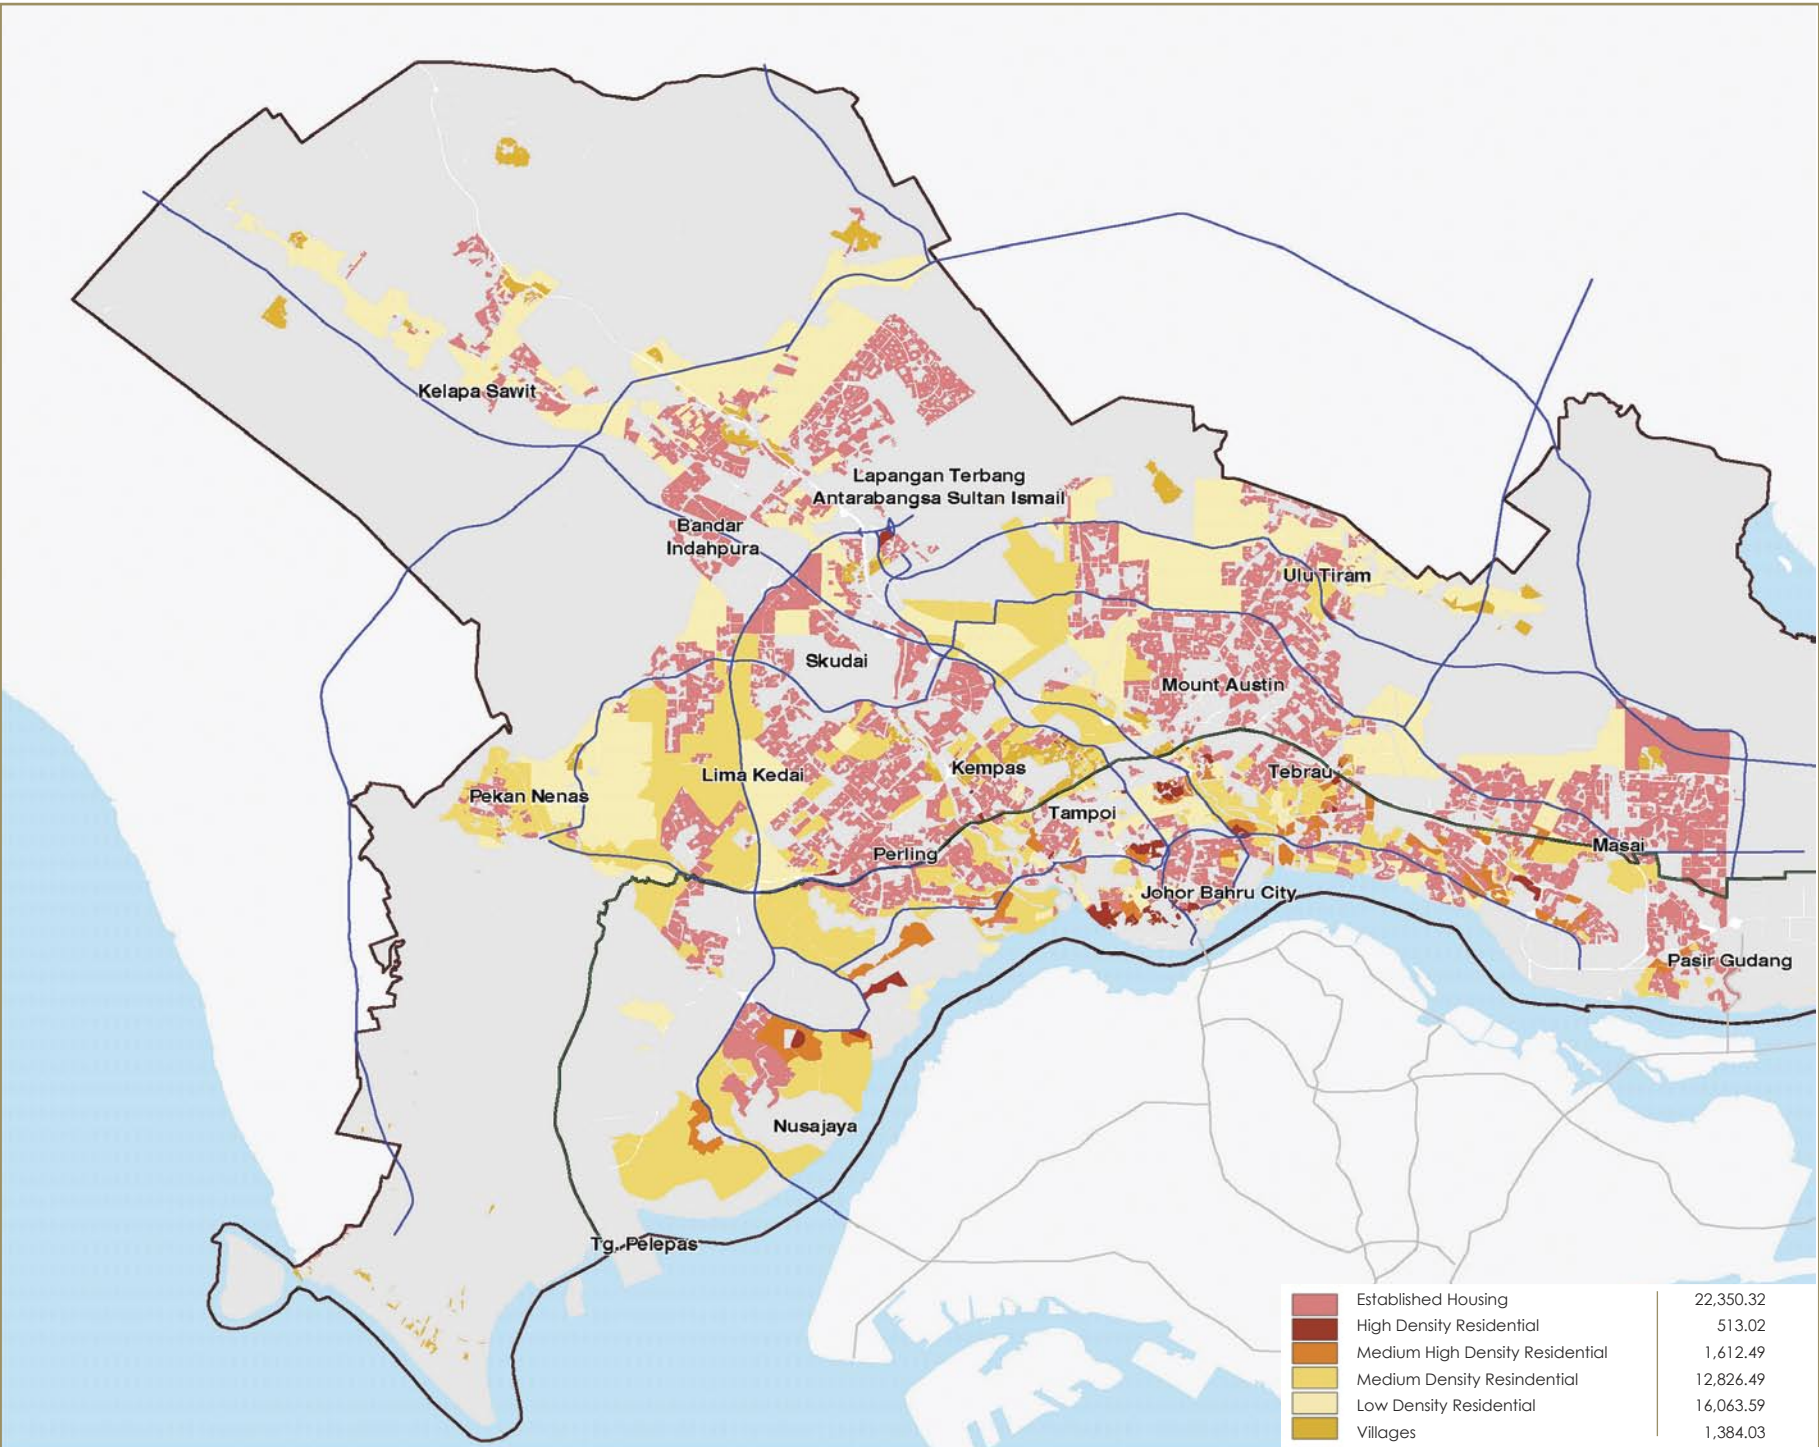 Kelapa Sawit
Lapangan Terbang
Antarabangsa Sultan Ismail
Bandar
Indahpura
Ulu Tiram
Skudai
Mount Austin
Lima Kedai
Kempas
Tebrau
Pekan Nenas
Tampoi
Perling
Masai
Johor Bahru City
Pasir Gudang
Nusajaya
Tg. Pelepas
Established Housing 22,350.32
High Density Residential 513.02
Medium High Density Residential 1,612.49
Medium Density Resindential 12,826.49
Low Density Residential 16,063.59
Villages 1,384.03